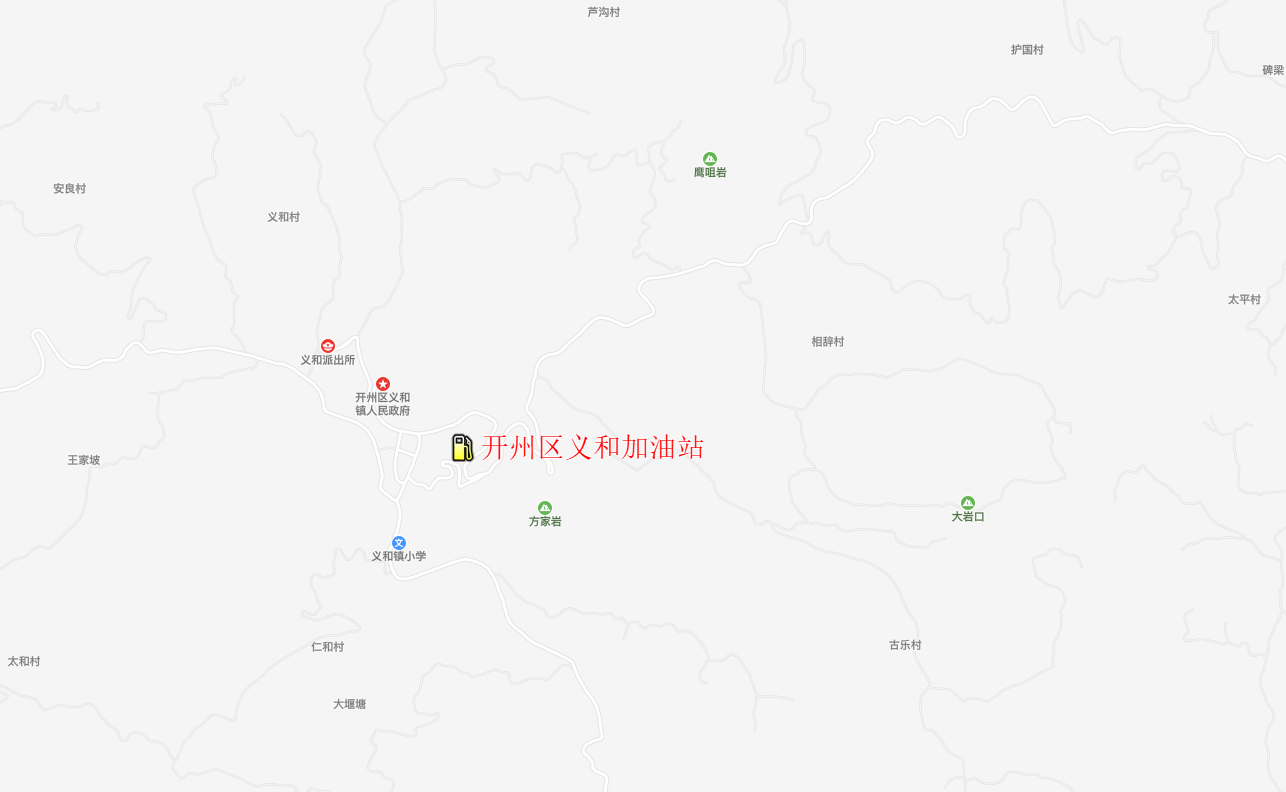 芦沟村
护国村
碑梁
鹰咀岩
安良村
义和村
太平村
相辞村
义和派出所
开州区义和
镇人民政府
开州区义和加油站
王家坡
大岩口
方家岩
义和镇小学
古乐村
仁和村
太和村
大堰塘